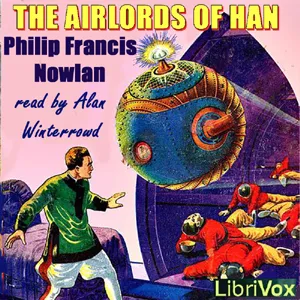 THE AIRLORDS OF HAN
Philip Francis
Nowlan
read by Alan
Winterrowd
LibriVox